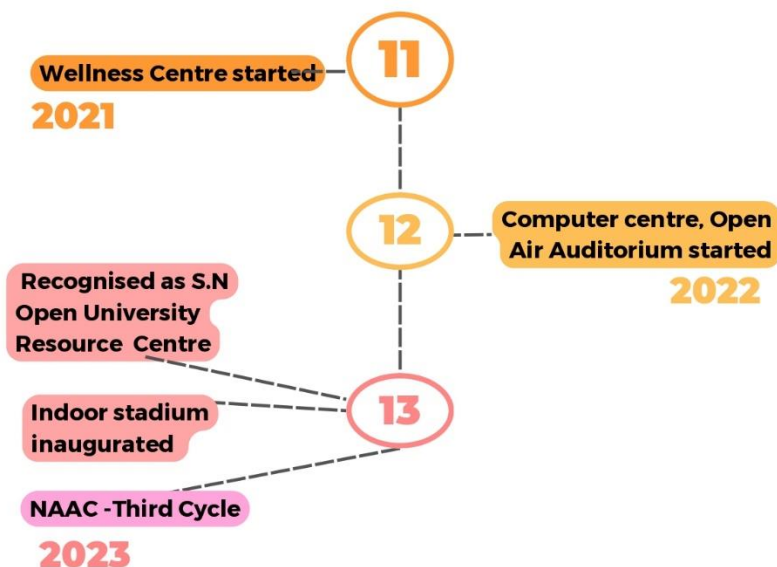 11
Wellness Centre started
2021
12
Computer centre, Open
Air Auditorium started
2022
Recognised as S.N
Open University
Resource Centre
13
Indoor stadium
inaugurated
NAAC -Third Cycle
2023